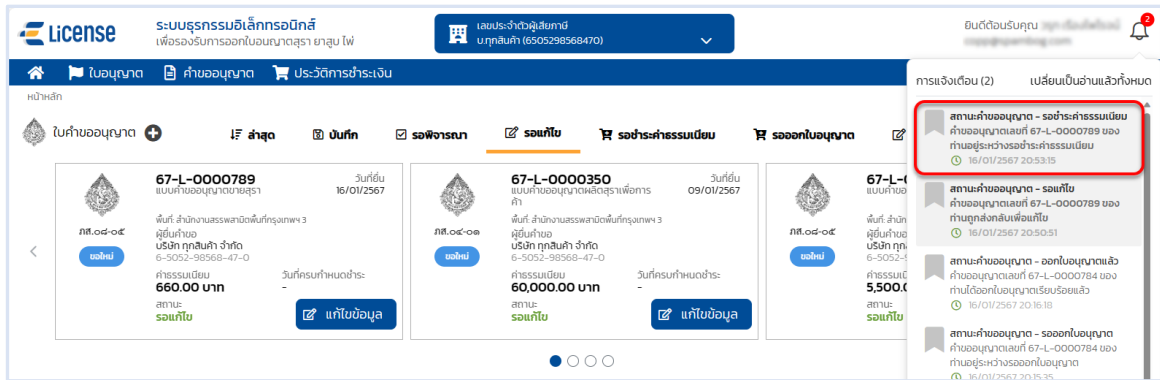 License
ระบบธุรกรรมอิเล็กทรอนิกส์
เพื่อรองรับการออกใบอนุญาตสุรา ยาสูบ ไพ่
เลขประจำตัวผู้เสียภาษี
บ.ทุกสินค้า (6505298568470)
ยินดีต้อนรับคุณ
2
ใบอนุญาต
คำขออนุญาต
ประวัติการชำระเงิน
หน้าหลัก
ใบคำขออนุญาต
ล่าสุด
บันทึก
รอพิจารณา
รอแก้ไข
รอชำระค่าธรรมเนียม
รอออกใบอนุญาต
67-L-0000789
แบบคำขออนุญาตขายสุรา
วันที่ยื่น
16/01/2567
พื้นที่: สำนักงานสรรพสามิตพื้นที่กรุงเทพฯ 3
ภส.๐๘-๐๕
ขอใหม่
ผู้ยื่นคำขอ
บริษัท ทุกสินค้า จำกัด
6-5052-98568-47-0
ค่าธรรมเนียม
660.00 บาท
วันที่ครบกำหนดชำระ
-
สถานะ
รอแก้ไข
แก้ไขข้อมูล
67-L-0000350
แบบคำขออนุญาตผลิตสุราเพื่อการ
ค้า
วันที่ยื่น
09/01/2567
พื้นที่: สำนักงานสรรพสามิตพื้นที่กรุงเทพฯ 3
ภส.๐๔-๐๑
ขอใหม่
ผู้ยื่นคำขอ
บริษัท ทุกสินค้า จำกัด
6-5052-98568-47-0
ค่าธรรมเนียม
60,000.00 บาท
วันที่ครบกำหนดชำระ
-
สถานะ
รอแก้ไข
แก้ไขข้อมูล
67-L-0
แบบคำขอ
พื้นที่: สำนัก
ภส.๐๘-๐๕
ขอใหม่
ผู้ยื่นคำขอ
บริษัท ทุกสิน
6-5052-9
ค่าธรรมเนี
5,500.0
สถานะ
รอแก้ไข
การแจ้งเตือน (2)
เปลี่ยนเป็นอ่านแล้วทั้งหมด
สถานะคำขออนุญาต - รอชำระค่าธรรมเนียม
คำขออนุญาตเลขที่ 67-L-0000789 ของ
ท่านอยู่ระหว่างรอชำระค่าธรรมเนียม
16/01/2567 20:53:15
สถานะคำขออนุญาต - รอแก้ไข
คำขออนุญาตเลขที่ 67-L-0000789 ของ
ท่านถูกส่งกลับเพื่อแก้ไข
16/01/2567 20:50:51
สถานะคำขออนุญาต - ออกใบอนุญาตแล้ว
คำขออนุญาตเลขที่ 67-L-0000784 ของ
ท่านได้ออกใบอนุญาตเรียบร้อยแล้ว
16/01/2567 20:16:18
สถานะคำขออนุญาต - รอออกใบอนุญาต
คำขออนุญาตเลขที่ 67-L-0000784 ของ
ท่านอยู่ระหว่างรอออกใบอนุญาต
16/01/2567 20:15:35